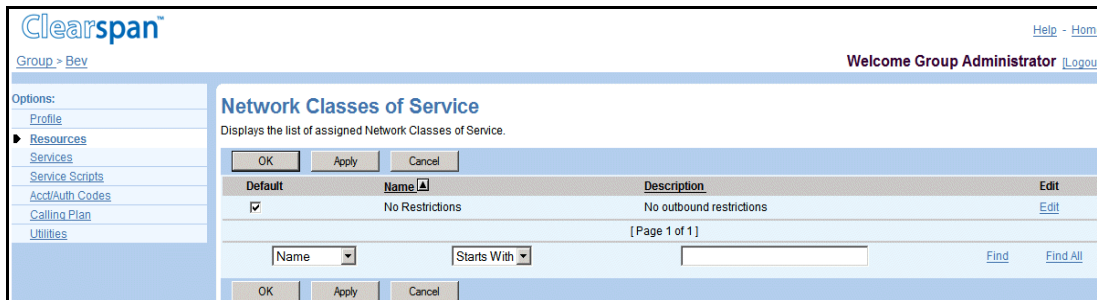 Clearspan™
Help - Hom
Group > Bev
Welcome Group Administrator [Logou
Options:
Profile
Resources
Services
Service Scripts
Acct/Auth Codes
Calling Plan
Utilities
Network Classes of Service
Displays the list of assigned Network Classes of Service.
OK Apply Cancel
Default Name Description Edit
No Restrictions No outbound restrictions Edit
[ Page 1 of 1 ]
Name Starts With Find Find All
OK Apply Cancel